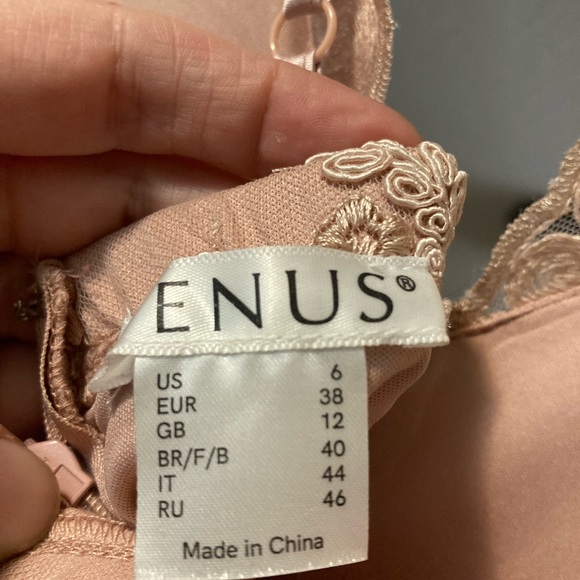 ENUS®
US 6
EUR 38
GB 12
BR/F/B 40
IT 44
RU 46
Made in China